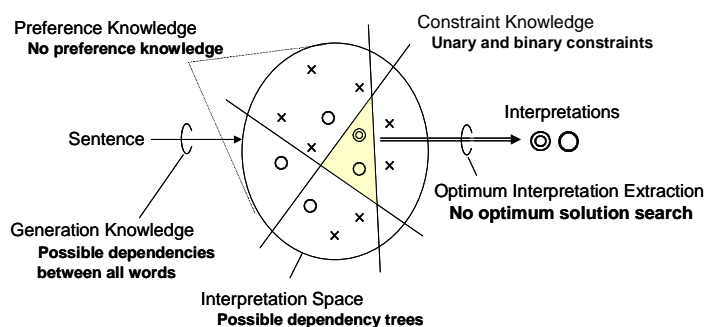 Preference Knowledge
No preference knowledge
Constraint Knowledge
Unary and binary constraints
Sentence
Interpretations
Optimum Interpretation Extraction
No optimum solution search
Generation Knowledge
Possible dependencies
between all words
Interpretation Space
Possible dependency trees